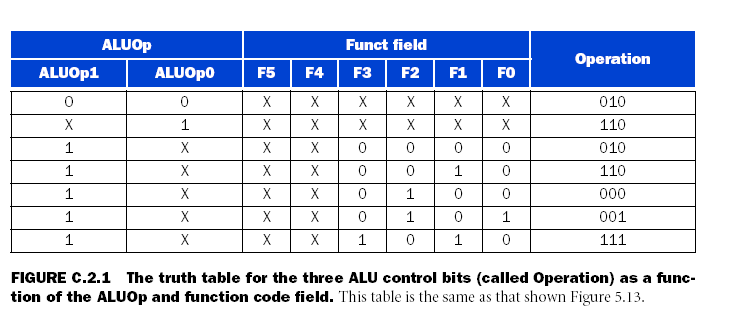 ALUOp Funct field Operation
ALUOp1 ALUOp0 F5 F4 F3 F2 F1 F0
0 0 X X X X X X 010
X 1 X X X X X X 110
1 X X X 0 0 0 0 010
1 X X X 0 0 1 0 110
1 X X X 0 1 0 0 000
1 X X X 0 1 0 1 001
1 X X X 1 0 1 0 111
FIGURE C.2.1 The truth table for the three ALU control bits (called Operation) as a func-
tion of the ALUOp and function code field. This table is the same as that shown Figure 5.13.